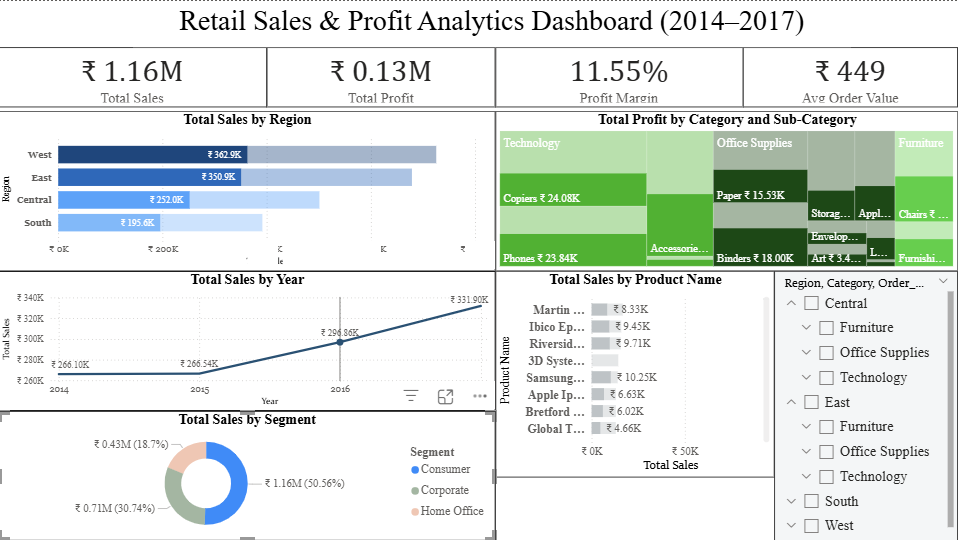 Retail Sales & Profit Analytics Dashboard (2014–2017)
₹ 1.16M
Total Sales
₹ 0.13M
Total Profit
11.55%
Profit Margin
₹ 449
Avg Order Value
Total Sales by Region
Region
West
₹ 362.9K
East
₹ 350.9K
Central
₹ 252.0K
South
₹ 195.6K
₹ 0K
₹ 200K
K
K
₹
Total Profit by Category and Sub-Category
Technology
Copiers ₹ 24.08K
Phones ₹ 23.84K
Accessorie...
Office Supplies
Paper ₹ 15.53K
Binders ₹ 18.00K
Storag...
Appl...
Envelop...
Art ₹ 3.4...
L...
Furniture
Chairs ₹ ...
Furnishi...
Total Sales by Year
Total Sales
₹ 340K
₹ 320K
₹ 300K
₹ 280K
₹ 260K
₹ 266.10K
₹ 266.54K
₹ 296.86K
₹ 331.90K
2014
2015
2016
Year
Total Sales by Product Name
Product Name
Martin ...
₹ 8.33K
Ibico Ep...
₹ 9.45K
Riversid...
₹ 9.71K
3D Syste...
Samsung...
₹ 10.25K
Apple Ip...
₹ 6.63K
Bretford ...
₹ 6.02K
Global T...
₹ 4.66K
₹ 0K
₹ 50K
Total Sales
Region, Category, Order_...
Central
Furniture
Office Supplies
Technology
East
Furniture
Office Supplies
Technology
South
West
Total Sales by Segment
₹ 0.43M (18.7%)
₹ 1.16M (50.56%)
₹ 0.71M (30.74%)
Segment
Consumer
Corporate
Home Office